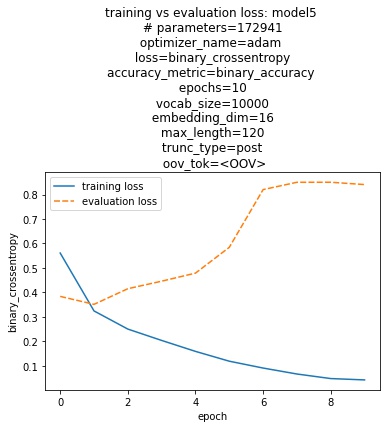 training vs evaluation loss: model5
# parameters=172941
optimizer_name=adam
loss=binary_crossentropy
accuracy_metric=binary_accuracy
epochs=10
vocab_size=10000
embedding_dim=16
max_length=120
trunc_type=post
oov_tok=<OOV>
training loss
evaluation loss
0.8
0.7
0.6
0.5
0.4
0.3
0.2
0.1
binary_crossentropy
0 2 4 6 8
epoch